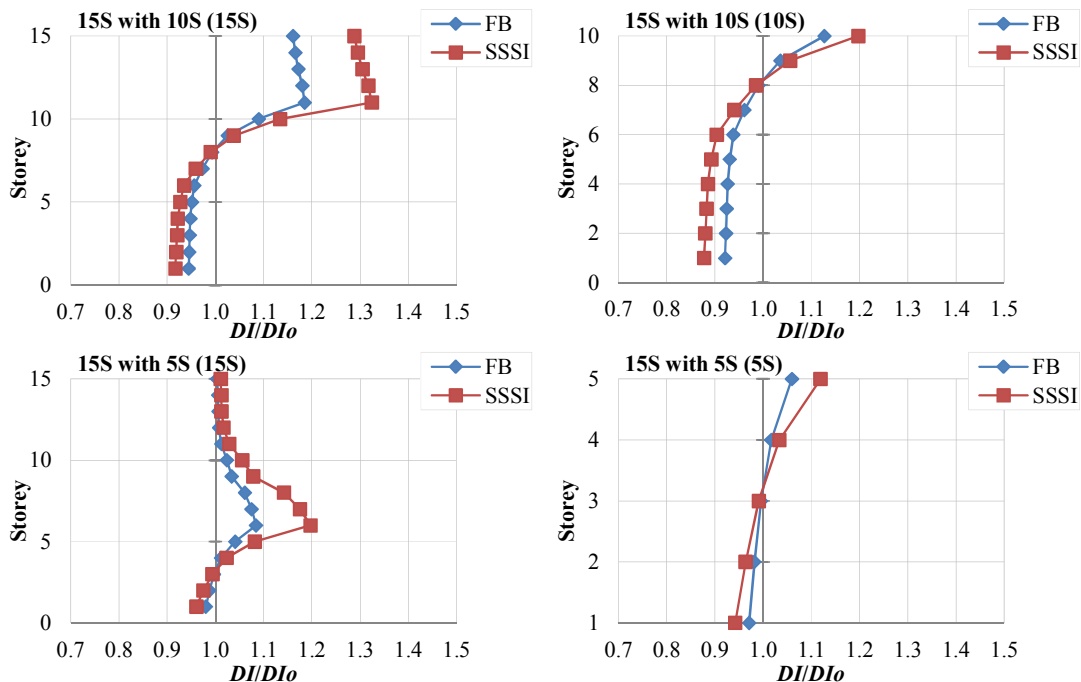 15S with 10S (15S)
FB
SSSI
15
10
5
0
Storey
0.7 0.8 0.9 1.0 1.1 1.2 1.3 1.4 1.5
DI/DIo
15S with 10S (10S)
FB
SSSI
10
8
6
4
2
0
Storey
0.7 0.8 0.9 1.0 1.1 1.2 1.3 1.4 1.5
DI/DIo
15S with 5S (15S)
FB
SSSI
15
10
5
0
Storey
0.7 0.8 0.9 1.0 1.1 1.2 1.3 1.4 1.5
DI/DIo
15S with 5S (5S)
FB
SSSI
5
4
3
2
1
Storey
0.7 0.8 0.9 1.0 1.1 1.2 1.3 1.4 1.5
DI/DIo